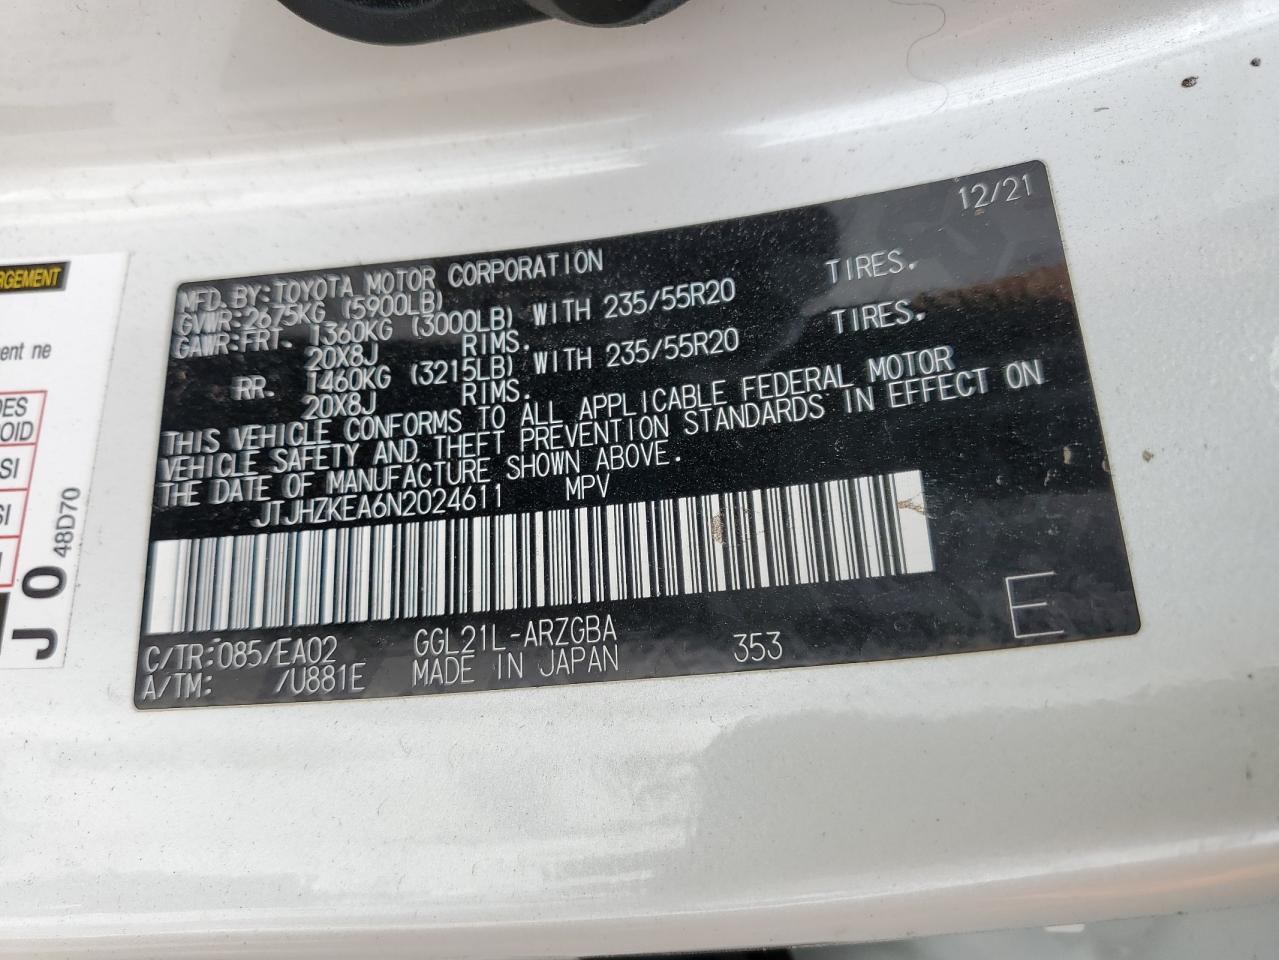 12/21
MFD. BY:TOYOTA MOTOR CORPORATION
GVWR:2675KG (5900LB)
GAWR:FRT. 1360KG (3000LB) WITH 235/55R20 TIRES.
20X8J RIMS.
RR. 1460KG (3215LB) WITH 235/55R20 TIRES.
20X8J RIMS.
THIS VEHICLE CONFORMS TO ALL APPLICABLE FEDERAL MOTOR
VEHICLE SAFETY AND THEFT PREVENTION STANDARDS IN EFFECT ON
THE DATE OF MANUFACTURE SHOWN ABOVE.
JTJHZKEA6N2024611 MPV
C/TR:085/EA02 GGL21L-ARZGBA
A/TM: /U881E MADE IN JAPAN 353
E
RGEMENT
ent ne
DES
OID
SI
SI
J 0
48D70